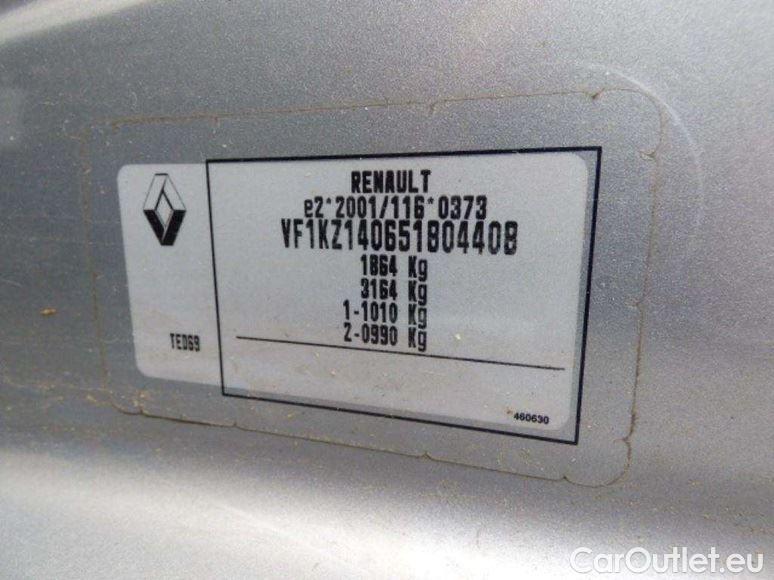 RENAULT
e2*2001/116*0373
VF1KZ140651804408
1864 Kg
3164 Kg
1-1010 Kg
2-0990 Kg
TED69
460630
CarOutlet.eu